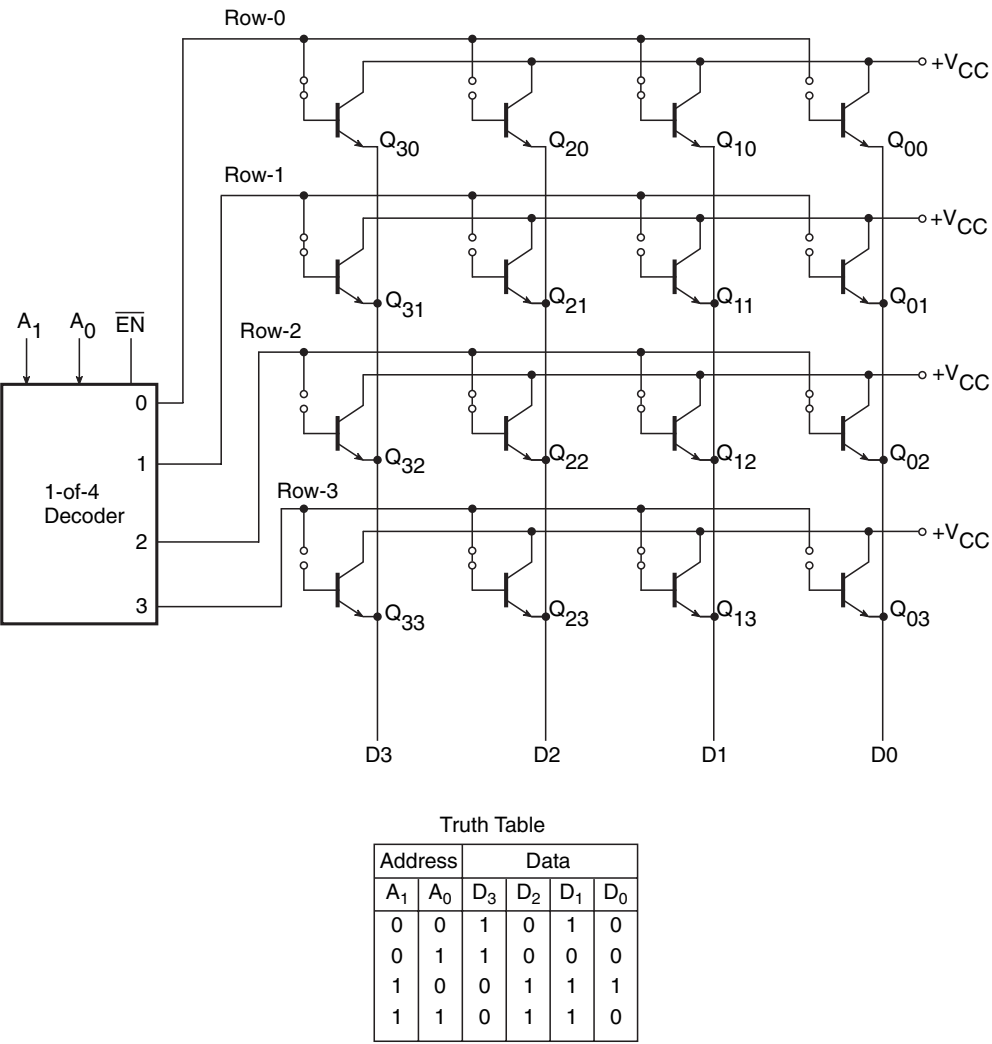 Row-0
+VCC
Q30 Q20 Q10 Q00
Row-1
+VCC
Q31 Q21 Q11 Q01
A1 A0 EN
Row-2
+VCC
0
Q32 Q22 Q12 Q02
1
1-of-4
Decoder
Row-3
+VCC
2
3
Q33 Q23 Q13 Q03
D3 D2 D1 D0
Truth Table
Address Data
A1 A0 D3 D2 D1 D0
0 0 1 0 1 0
0 1 1 0 0 0
1 0 0 1 1 1
1 1 0 1 1 0